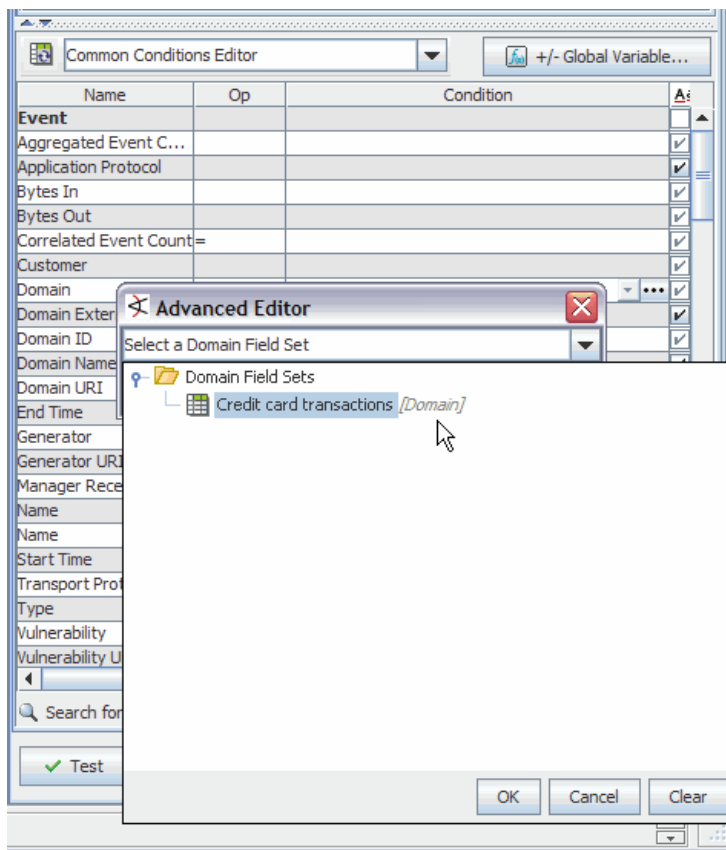 Common Conditions Editor
+/- Global Variable...
Name Op Condition
Event
Aggregated Event C...
Application Protocol
Bytes In
Bytes Out
Correlated Event Count =
Customer
Domain
Domain Exter
Domain ID
Domain Name
Domain URI
End Time
Generator
Generator URI
Manager Rece
Name
Name
Start Time
Transport Prot
Type
Vulnerability
Vulnerability U
Search for
Test
Advanced Editor
Select a Domain Field Set
Domain Field Sets
Credit card transactions [Domain]
OK Cancel Clear